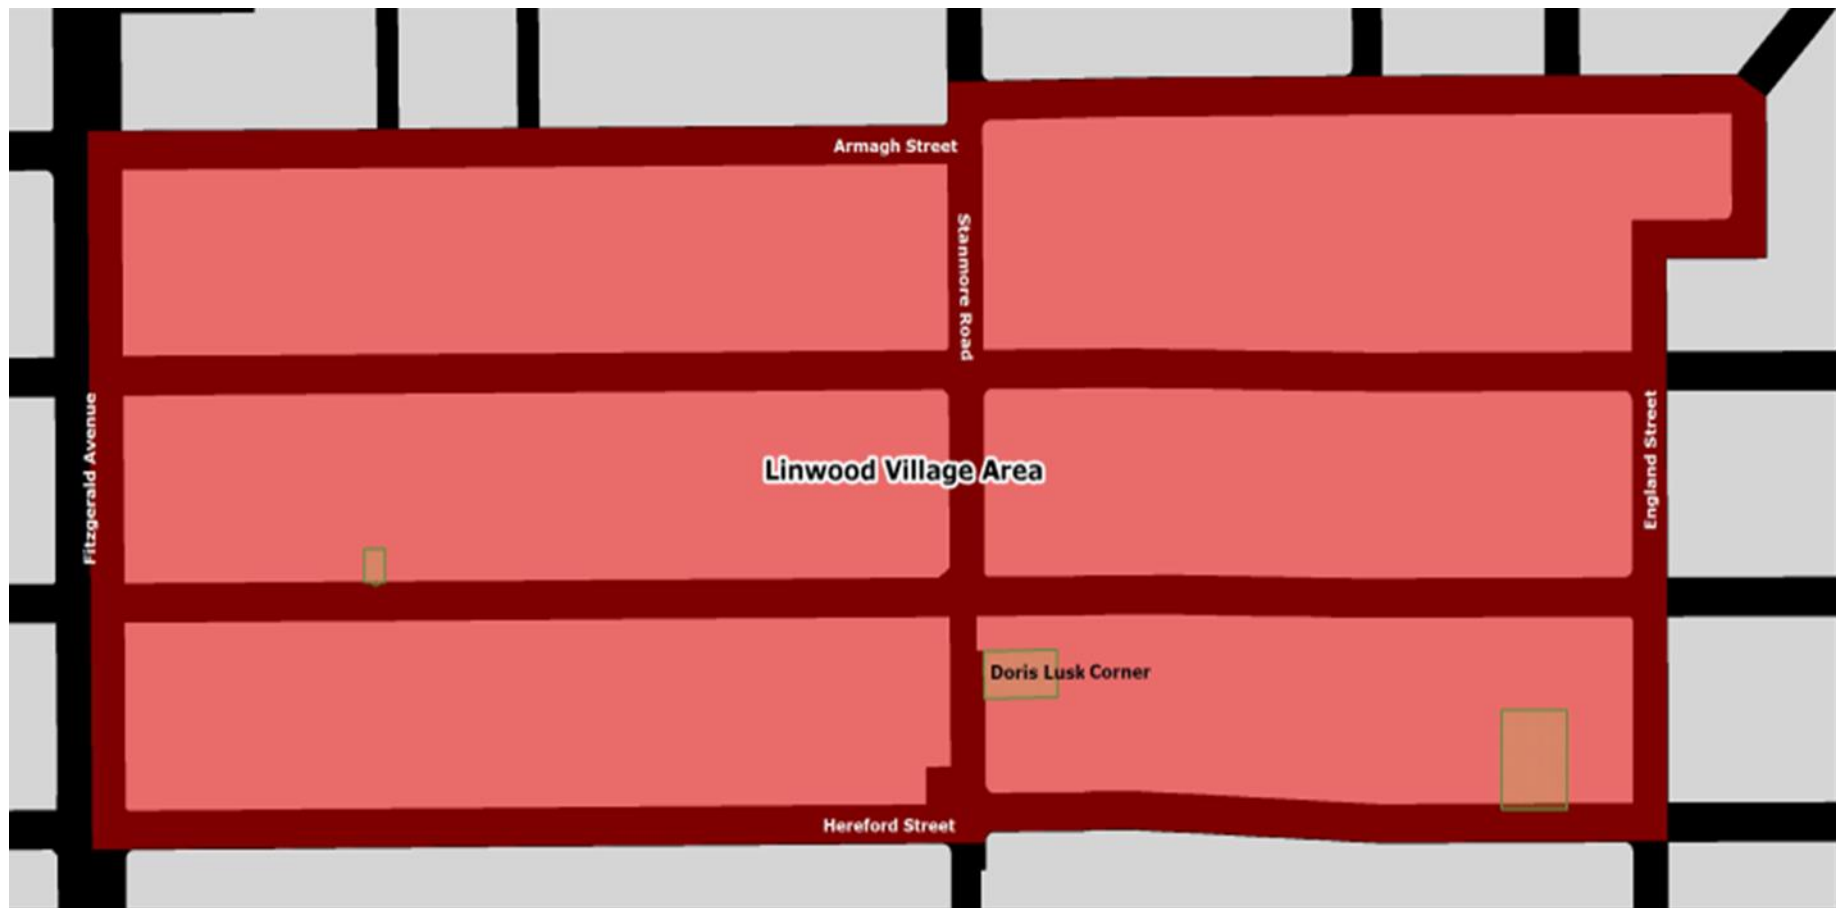 Armagh Street
Stanmore Road
Fitzgerald Avenue
England Street
Linwood Village Area
Doris Lusk Corner
Hereford Street